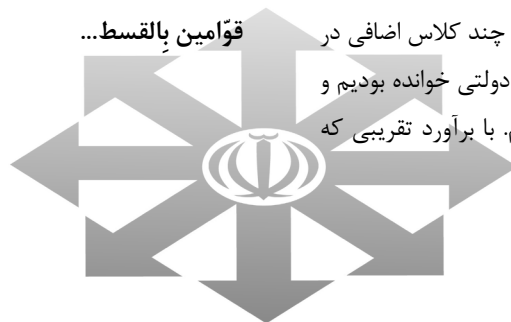 قوّامین بِالقسط...
چند کلاس اضافی در
دولتی خوانده بودیم و
با برآورد تقریبی که